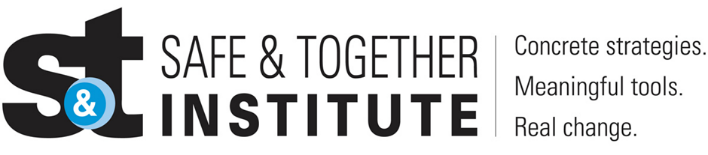 s&t
SAFE & TOGETHER
INSTITUTE
Concrete strategies.
Meaningful tools.
Real change.